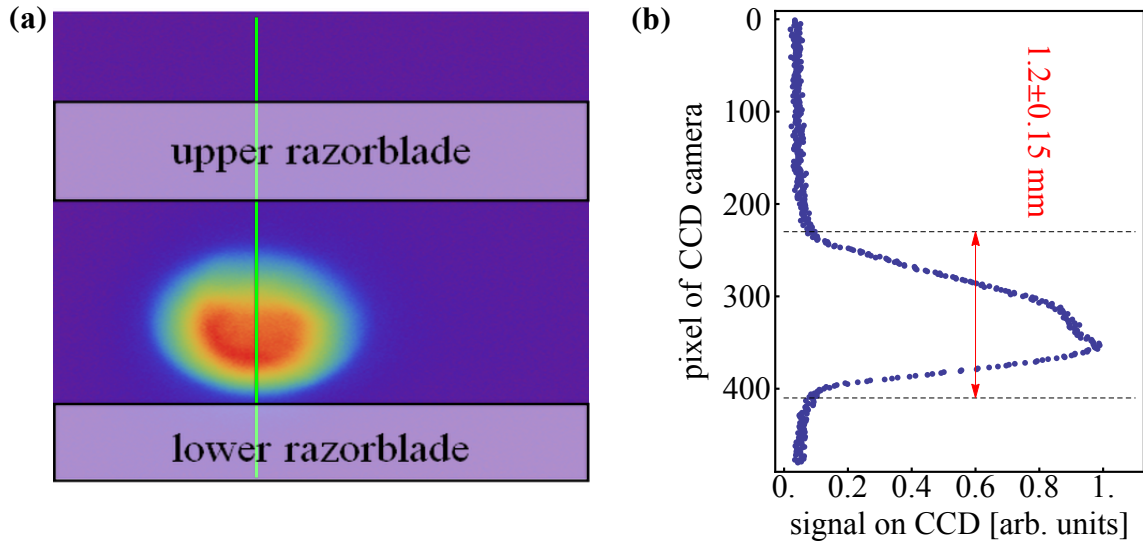 (a)
upper razorblade
lower razorblade
(b)
pixel of CCD camera
0
100
200
300
400
1.2±0.15 mm
0. 0.2 0.4 0.6 0.8 1.
signal on CCD [arb. units]